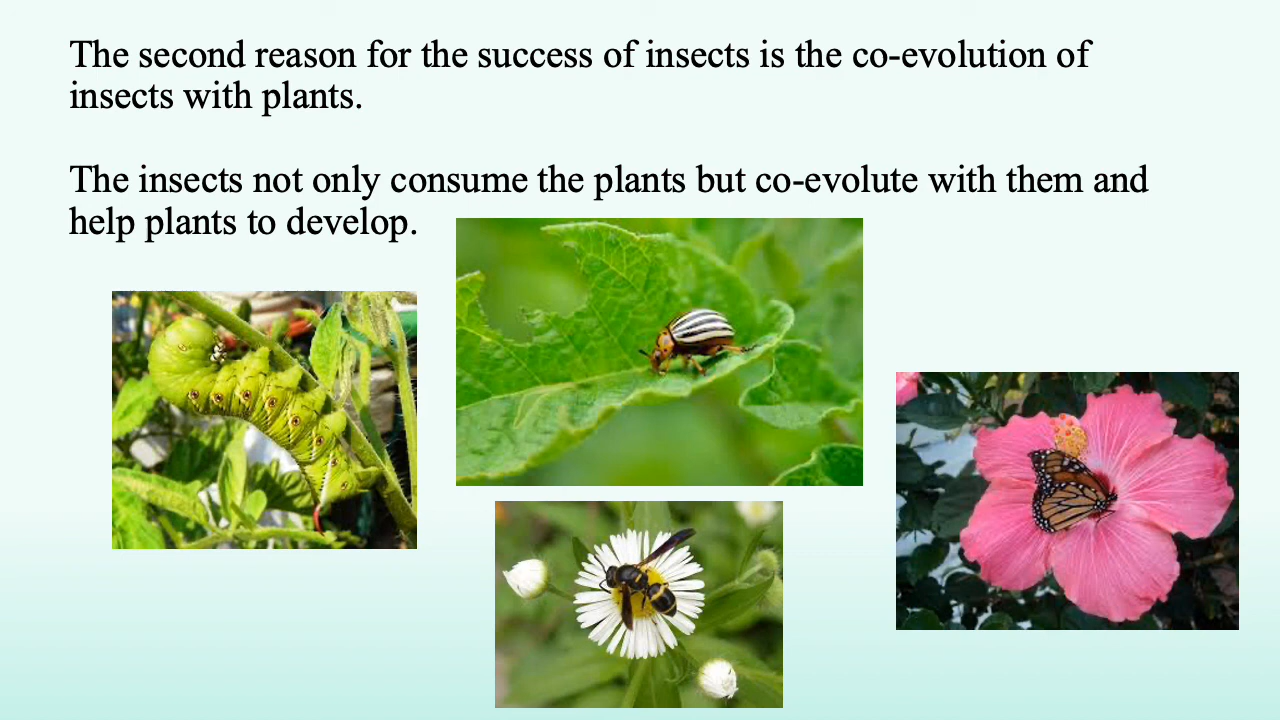 The second reason for the success of insects is the co-evolution of
insects with plants.
The insects not only consume the plants but co-evolute with them and
help plants to develop.